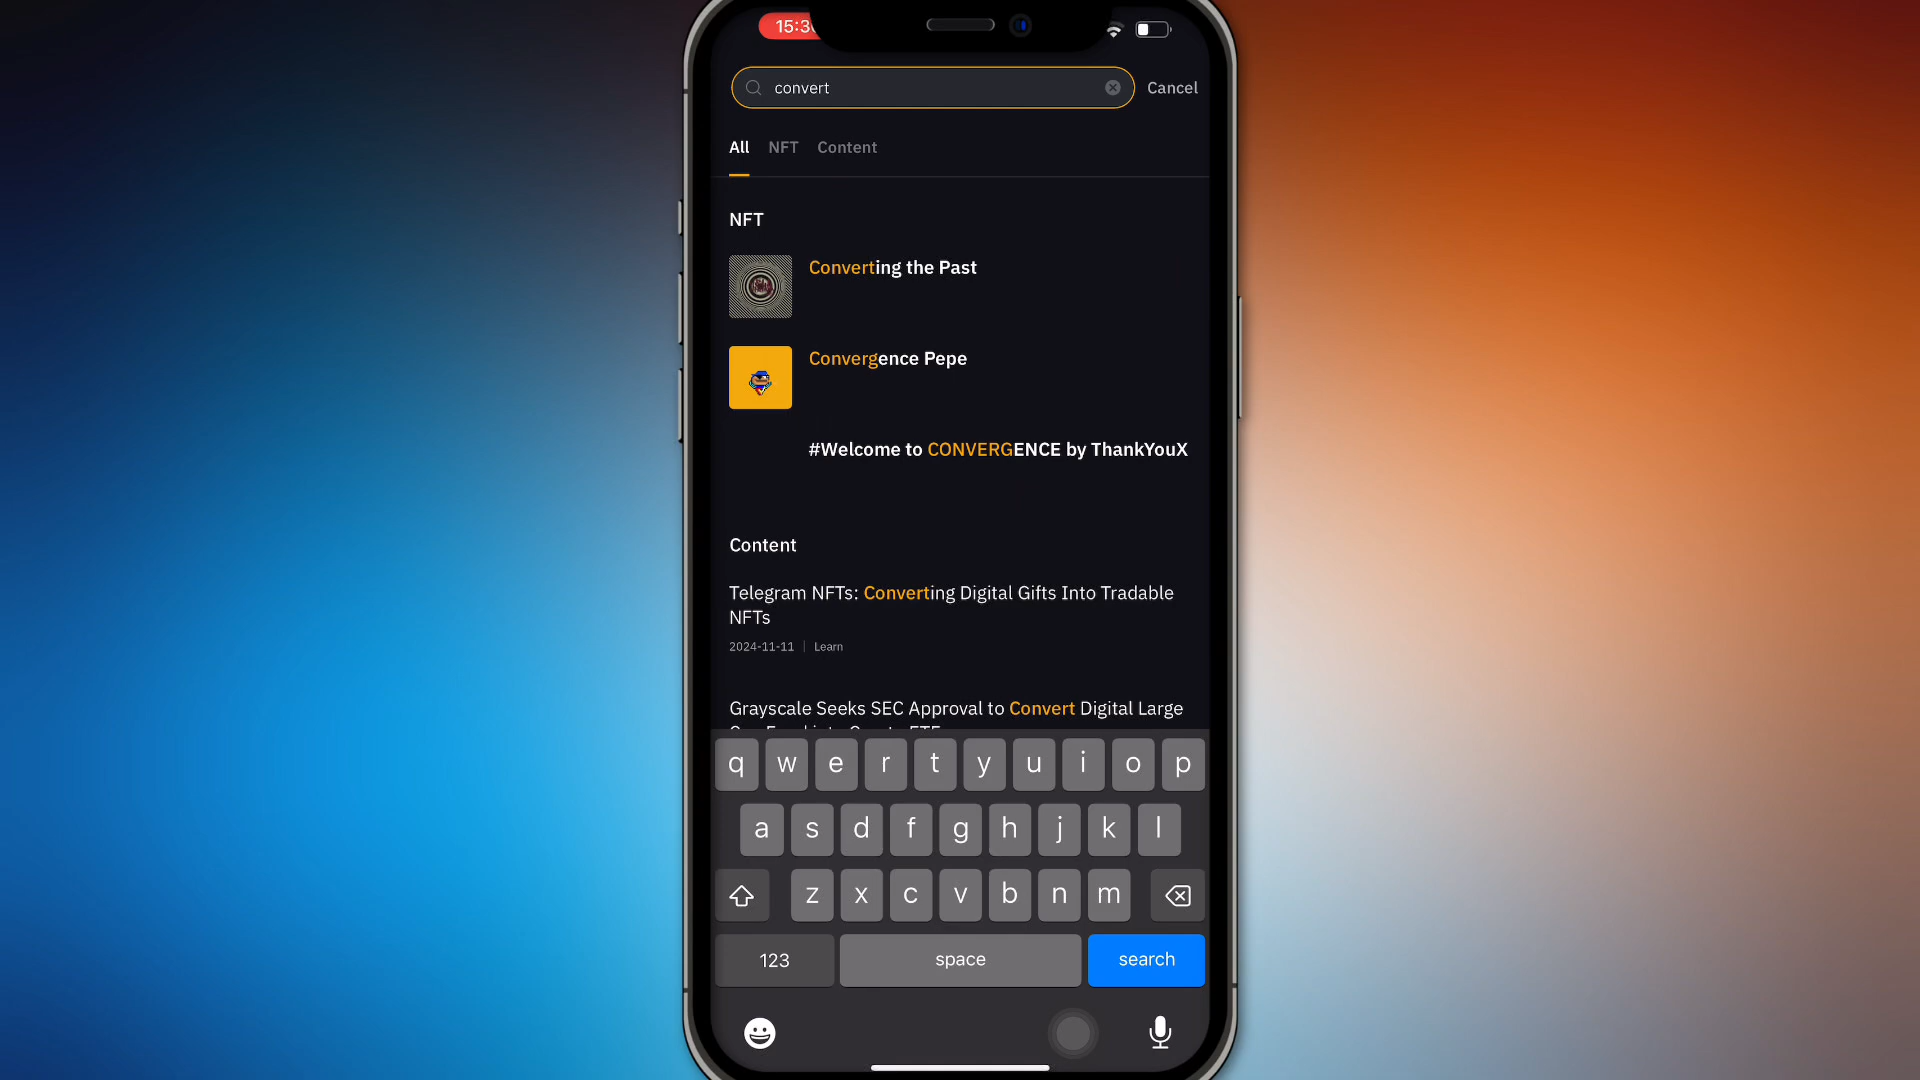 15:3
convert
Cancel
All NFT Content
NFT
Converting the Past
Convergence Pepe
#Welcome to CONVERGENCE by ThankYouX
Content
Telegram NFTs: Converting Digital Gifts Into Tradable
NFTs
2024-11-11 | Learn
Grayscale Seeks SEC Approval to Convert Digital Large
q w e r t y u i o p
a s d f g h j k l
z x c v b n m
123 space search